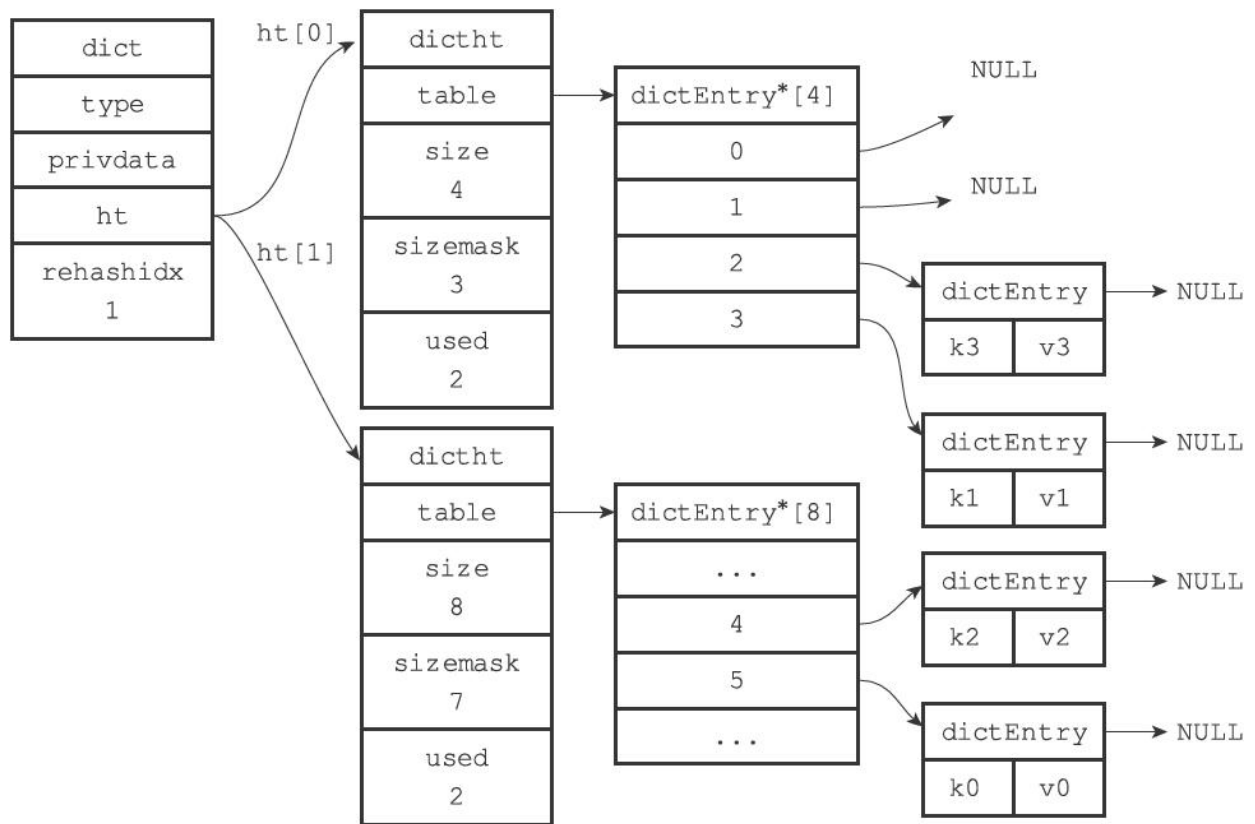 dict
type
privdata
ht
rehashidx
1
ht[0]
ht[1]
dictht
table
size
4
sizemask
3
used
2
dictEntry*[4]
0
1
2
3
NULL
NULL
dictEntry
NULL
k3 v3
dictEntry
NULL
k1 v1
dictht
table
size
8
sizemask
7
used
2
dictEntry*[8]
...
4
5
...
dictEntry
NULL
k2 v2
dictEntry
NULL
k0 v0